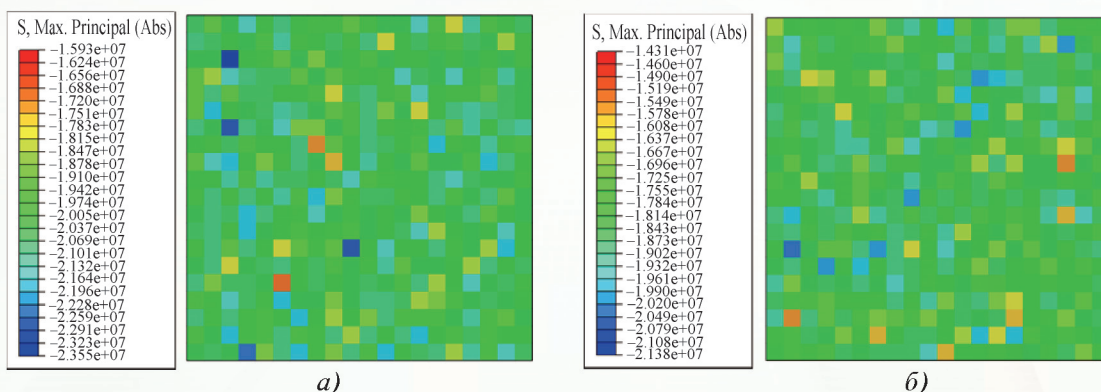 S, Max. Principal (Abs)
−1.593e+07
−1.624e+07
−1.656e+07
−1.688e+07
−1.720e+07
−1.751e+07
−1.783e+07
−1.815e+07
−1.847e+07
−1.878e+07
−1.910e+07
−1.942e+07
−1.974e+07
−2.005e+07
−2.037e+07
−2.069e+07
−2.101e+07
−2.132e+07
−2.164e+07
−2.196e+07
−2.228e+07
−2.259e+07
−2.291e+07
−2.323e+07
−2.355e+07
а)
S, Max. Principal (Abs)
−1.431e+07
−1.460e+07
−1.490e+07
−1.519e+07
−1.549e+07
−1.578e+07
−1.608e+07
−1.637e+07
−1.667e+07
−1.696e+07
−1.725e+07
−1.755e+07
−1.784e+07
−1.814e+07
−1.843e+07
−1.873e+07
−1.902e+07
−1.932e+07
−1.961e+07
−1.990e+07
−2.020e+07
−2.049e+07
−2.079e+07
−2.108e+07
−2.138e+07
б)